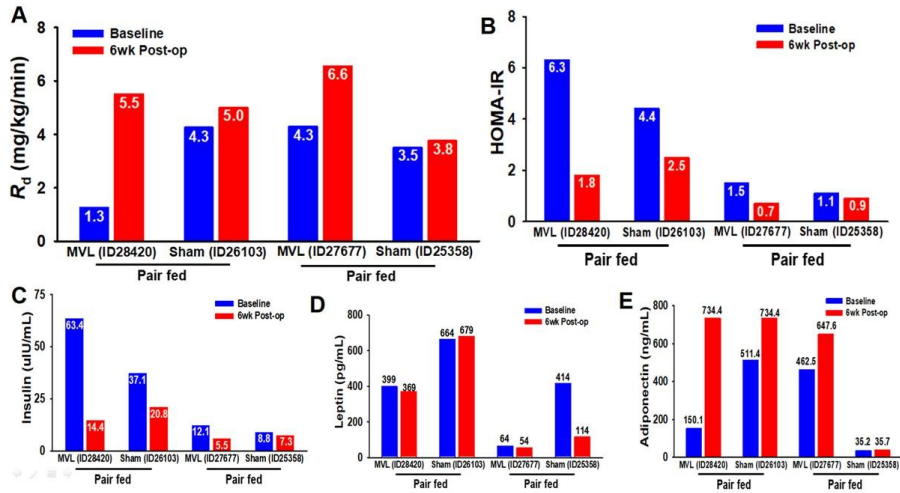 A
Baseline
6wk Post-op
Rd (mg/kg/min)
8
6
4
2
0
1.3
5.5
4.3
5.0
4.3
6.6
3.5
3.8
MVL (ID28420) Sham (ID26103) MVL (ID27677) Sham (ID25358)
Pair fed Pair fed
B
Baseline
6wk Post-op
HOMA-IR
8
6
4
2
0
6.3
1.8
4.4
2.5
1.5
0.7
1.1
0.9
MVL (ID28420) Sham (ID26103) MVL (ID27677) Sham (ID25358)
Pair fed Pair fed
C
Baseline
6wk Post-op
Insulin (uIU/mL)
75
50
25
0
63.4
14.4
37.1
20.8
12.1
5.5
8.8
7.3
MVL (ID28420) Sham (ID26103) MVL (ID27677) Sham (ID25358)
Pair fed Pair fed
D
Baseline
6wk Post-op
Leptin (pg/mL)
800
600
400
200
0
399
369
664
679
64
54
414
114
MVL (ID28420) Sham (ID26103) MVL (ID27677) Sham (ID25358)
Pair fed Pair fed
E
Baseline
6wk Post-op
Adiponectin (ng/mL)
800
600
400
200
0
150.1
734.4
511.4
734.4
462.5
647.6
35.2
35.7
MVL (ID28420) Sham (ID26103) MVL (ID27677) Sham (ID25358)
Pair fed Pair fed